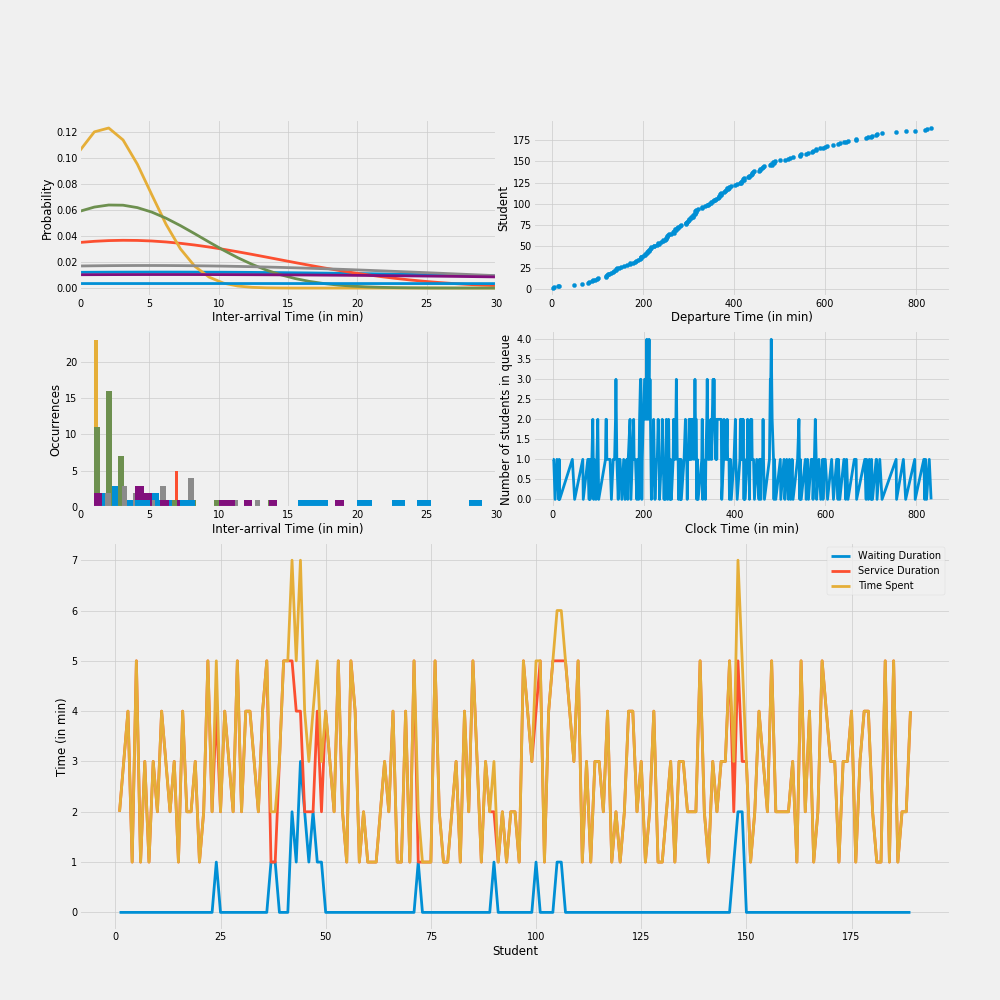 0.12
0.10
0.08
0.06
0.04
0.02
0.00
Probability
0 5 10 15 20 25 30
Inter-arrival Time (in min)
175
150
125
100
75
50
25
0
Student
0 200 400 600 800
Departure Time (in min)
20
15
10
5
0
Occurrences
0 5 10 15 20 25 30
Inter-arrival Time (in min)
4.0
3.5
3.0
2.5
2.0
1.5
1.0
0.5
0.0
Number of students in queue
0 200 400 600 800
Clock Time (in min)
7
6
5
4
3
2
1
0
Time (in min)
Waiting Duration
Service Duration
Time Spent
0 25 50 75 100 125 150 175
Student